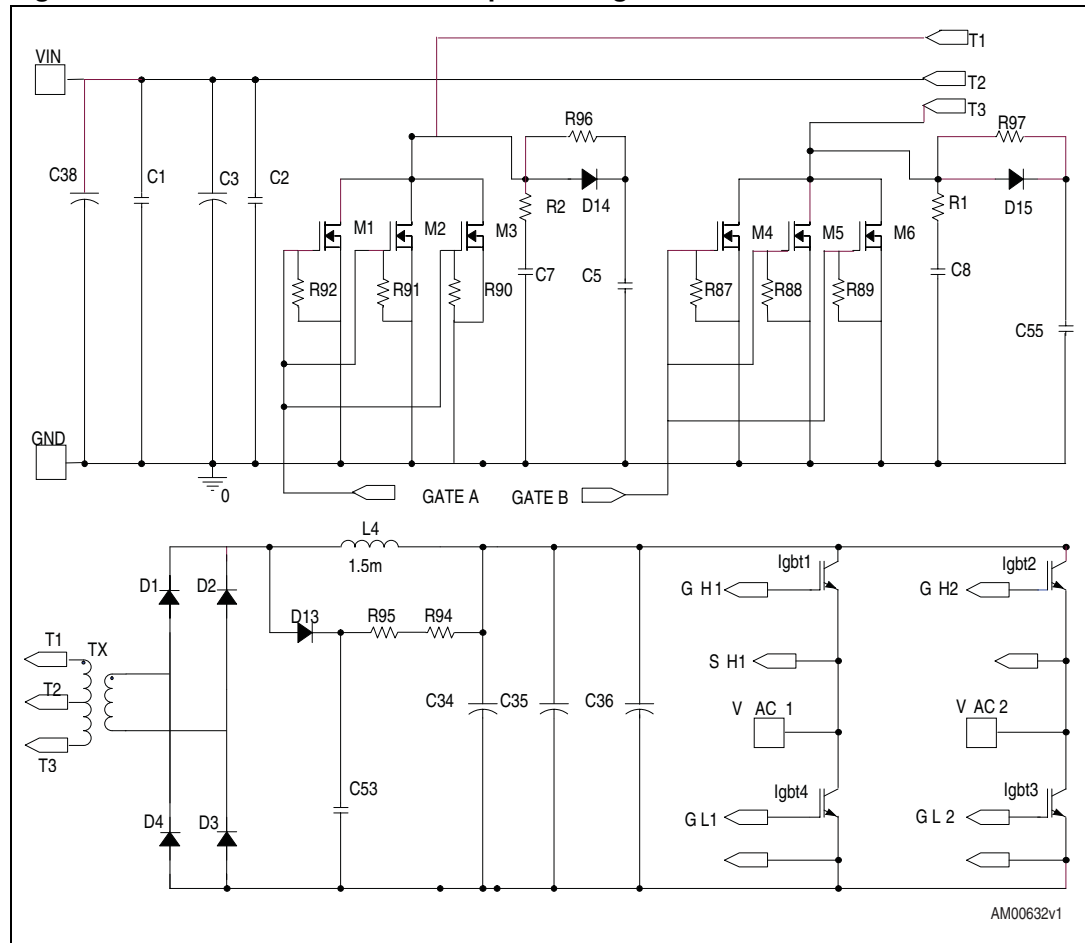 VIN
T1
T2
T3
R96
R97
C38
C1
C3
C2
R2
D14
R1
D15
M1
M2
M3
M4
M5
M6
C7
C5
C8
R92
R91
R90
R87
R88
R89
C55
GND
0
GATE A
GATE B
L4
1.5m
D1
D2
Igbt1
Igbt2
G H1
G H2
D13
R95
R94
T1
TX
S H1
T2
C34
C35
C36
V AC 1
V AC 2
T3
C53
Igbt4
Igbt3
D4
D3
G L1
G L 2
AM00632v1